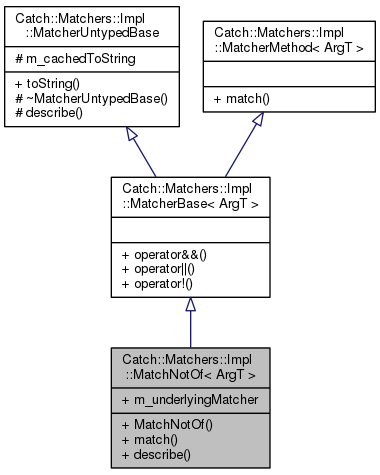 Catch::Matchers::Impl
::MatcherUntypedBase
# m_cachedToString
+ toString()
# ~MatcherUntypedBase()
# describe()
Catch::Matchers::Impl
::MatcherMethod< ArgT >
+ match()
Catch::Matchers::Impl
::MatcherBase< ArgT >
+ operator&&()
+ operator||()
+ operator!()
Catch::Matchers::Impl
::MatchNotOf< ArgT >
+ m_underlyingMatcher
+ MatchNotOf()
+ match()
+ describe()